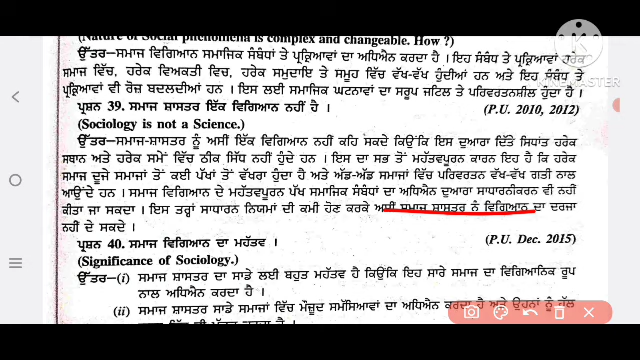 (Nature of Social phenomena is complex and changeable. How ?)
ਉੱਤਰ–ਸਮਾਜ ਵਿਗਿਆਨ ਸਮਾਜਿਕ ਸੰਬੰਧਾਂ ਤੇ ਪ੍ਰਕ੍ਰਿਆਵਾਂ ਦਾ ਅਧਿਐਨ ਕਰਦਾ ਹੈ । ਇਹ ਸੰਬੰਧ ਤੇ ਪ੍ਰਕ੍ਰਿਆਵਾਂ ਹਰੇਕ
ਸਮਾਜ ਵਿੱਚ, ਹਰੇਕ ਵਿਅਕਤੀ ਵਿਚ, ਹਰੇਕ ਸਮੁਦਾਇ ਤੇ ਸਮੂਹ ਵਿੱਚ ਵੱਖ-ਵੱਖ ਹੁੰਦੀਆਂ ਹਨ ਅਤੇ ਇਹ ਸੰਬੰਧ ਤੇ
ਪ੍ਰਕ੍ਰਿਆਵਾਂ ਵੀ ਰੋਜ਼ ਬਦਲਦੀਆਂ ਹਨ । ਇਸ ਲਈ ਸਮਾਜਿਕ ਘਟਨਾਵਾਂ ਦਾ ਸਰੂਪ ਜਟਿਲ ਤੇ ਪਰਿਵਰਤਨਸ਼ੀਲ ਹੁੰਦਾ ਹੈ ।
ਪ੍ਰਸ਼ਨ 39. ਸਮਾਜ ਸ਼ਾਸਤਰ ਇੱਕ ਵਿਗਿਆਨ ਨਹੀਂ ਹੈ । (P.U. 2010, 2012)
(Sociology is not a Science.)
ਉੱਤਰ–ਸਮਾਜ-ਸ਼ਾਸਤਰ ਨੂੰ ਅਸੀਂ ਇੱਕ ਵਿਗਿਆਨ ਨਹੀਂ ਕਹਿ ਸਕਦੇ ਕਿਉਂਕਿ ਇਸ ਦੁਆਰਾ ਦਿੱਤੇ ਸਿਧਾਂਤ ਹਰੇਕ
ਸਥਾਨ ਅਤੇ ਹਰੇਕ ਸਮੇਂ ਵਿੱਚ ਠੀਕ ਸਿੱਧ ਨਹੀਂ ਹੁੰਦੇ ਹਨ । ਇਸ ਦਾ ਸਭ ਤੋਂ ਮਹੱਤਵਪੂਰਨ ਕਾਰਨ ਇਹ ਹੈ ਕਿ ਹਰੇਕ
ਸਮਾਜ ਦੂਜੇ ਸਮਾਜਾਂ ਤੋਂ ਕਈ ਪੱਖਾਂ ਤੋਂ ਵੱਖਰਾ ਹੁੰਦਾ ਹੈ ਅਤੇ ਅੱਡ-ਅੱਡ ਸਮਾਜਾਂ ਵਿੱਚ ਪਰਿਵਰਤਨ ਵੱਖ-ਵੱਖ ਗਤੀ ਨਾਲ
ਆਉਂਦੇ ਹਨ । ਸਮਾਜ ਵਿਗਿਆਨ ਦੇ ਮਹੱਤਵਪੂਰਨ ਪੱਖ ਸਮਾਜਿਕ ਸੰਬੰਧਾਂ ਦਾ ਅਧਿਐਨ ਦੁਆਰਾ ਸਾਧਾਰਨੀਕਰਨ ਵੀ ਨਹੀਂ
ਕੀਤਾ ਜਾ ਸਕਦਾ । ਇਸ ਤਰ੍ਹਾਂ ਸਾਧਾਰਨ ਨਿਯਮਾਂ ਦੀ ਕਮੀ ਹੋਣ ਕਰਕੇ ਅਸੀਂ ਸਮਾਜ ਸ਼ਾਸਤਰ ਨੂੰ ਵਿਗਿਆਨ ਦਾ ਦਰਜਾ
ਨਹੀਂ ਦੇ ਸਕਦੇ ।
ਪ੍ਰਸ਼ਨ 40. ਸਮਾਜ ਵਿਗਿਆਨ ਦਾ ਮਹੱਤਵ । (P.U. Dec. 2015)
(Significance of Sociology.)
ਉੱਤਰ–(i) ਸਮਾਜ ਸ਼ਾਸਤਰ ਦਾ ਸਾਡੇ ਲਈ ਬਹੁਤ ਮਹੱਤਵ ਹੈ ਕਿਉਂਕਿ ਇਹ ਸਾਰੇ ਸਮਾਜ ਦਾ ਵਿਗਿਆਨਿਕ ਰੂਪ
ਨਾਲ ਅਧਿਐਨ ਕਰਦਾ ਹੈ ।
(ii) ਸਮਾਜ ਸ਼ਾਸਤਰ ਸਾਡੇ ਸਮਾਜਾਂ ਵਿੱਚ ਮੌਜੂਦ ਸਮੱਸਿਆਵਾਂ ਦਾ ਅਧਿਐਨ ਕਰਦਾ ਹੈ ਅਤੇ ਉਹਨਾਂ ਨੂੰ ਹੱਲ
KINEMASTER